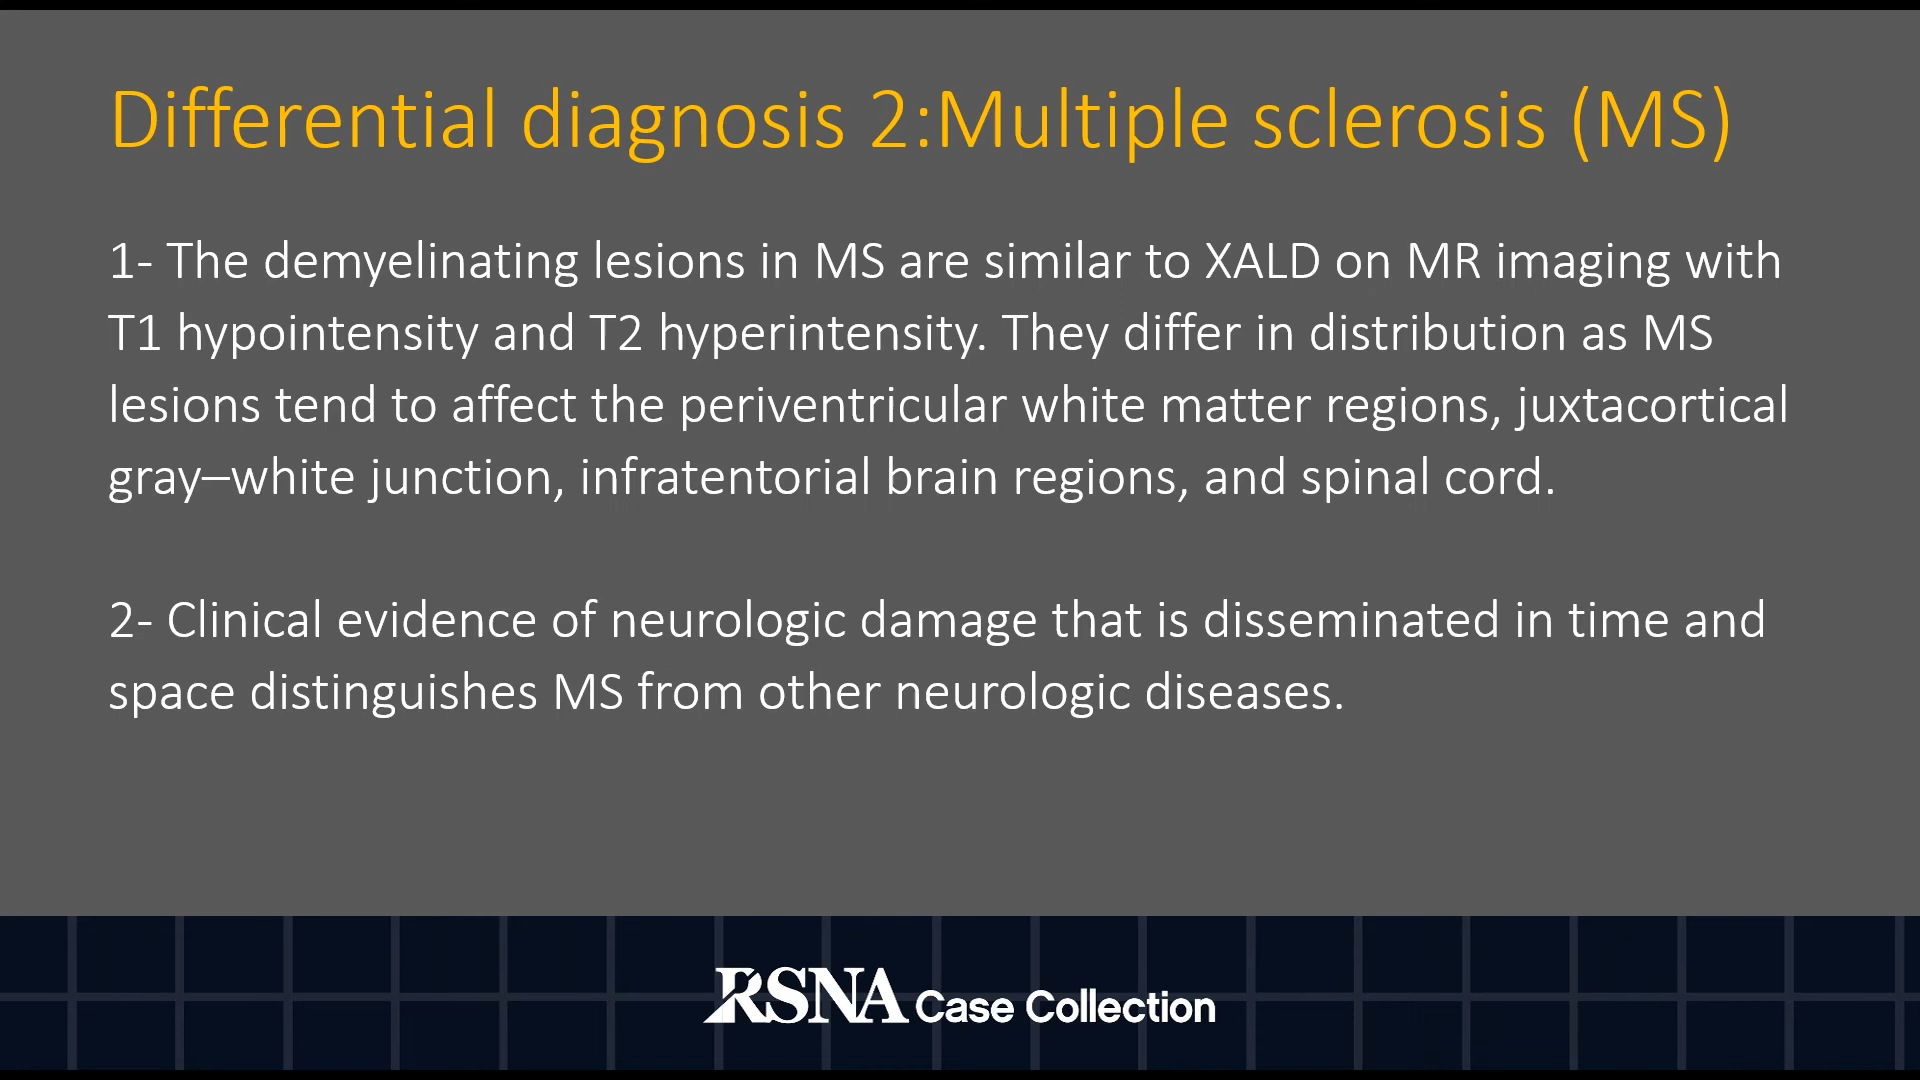 Differential diagnosis 2:Multiple sclerosis (MS)
1- The demyelinating lesions in MS are similar to XALD on MR imaging with
T1 hypointensity and T2 hyperintensity. They differ in distribution as MS
lesions tend to affect the periventricular white matter regions, juxtacortical
gray–white junction, infratentorial brain regions, and spinal cord.
2- Clinical evidence of neurologic damage that is disseminated in time and
space distinguishes MS from other neurologic diseases.
RSNA Case Collection